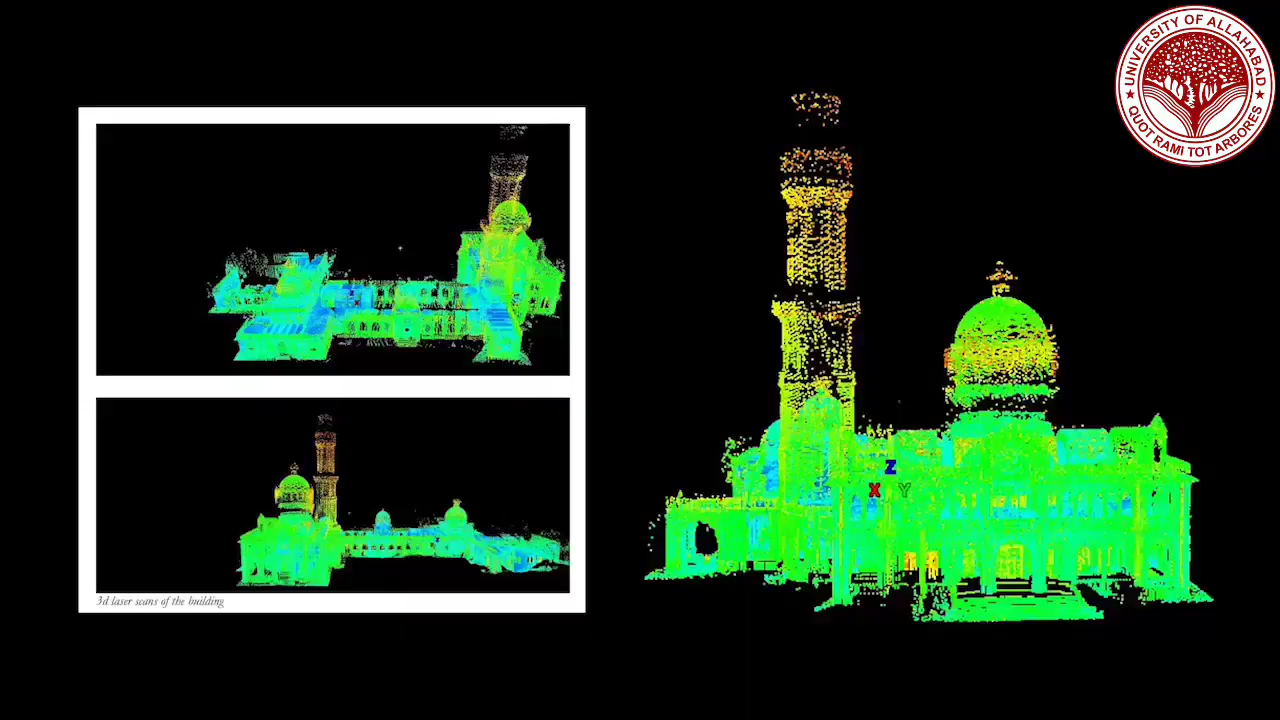 UNIVERSITY OF ALLAHABAD
QUOT RAMI TOT ARBORES
Z
X Y
3d laser scans of the building